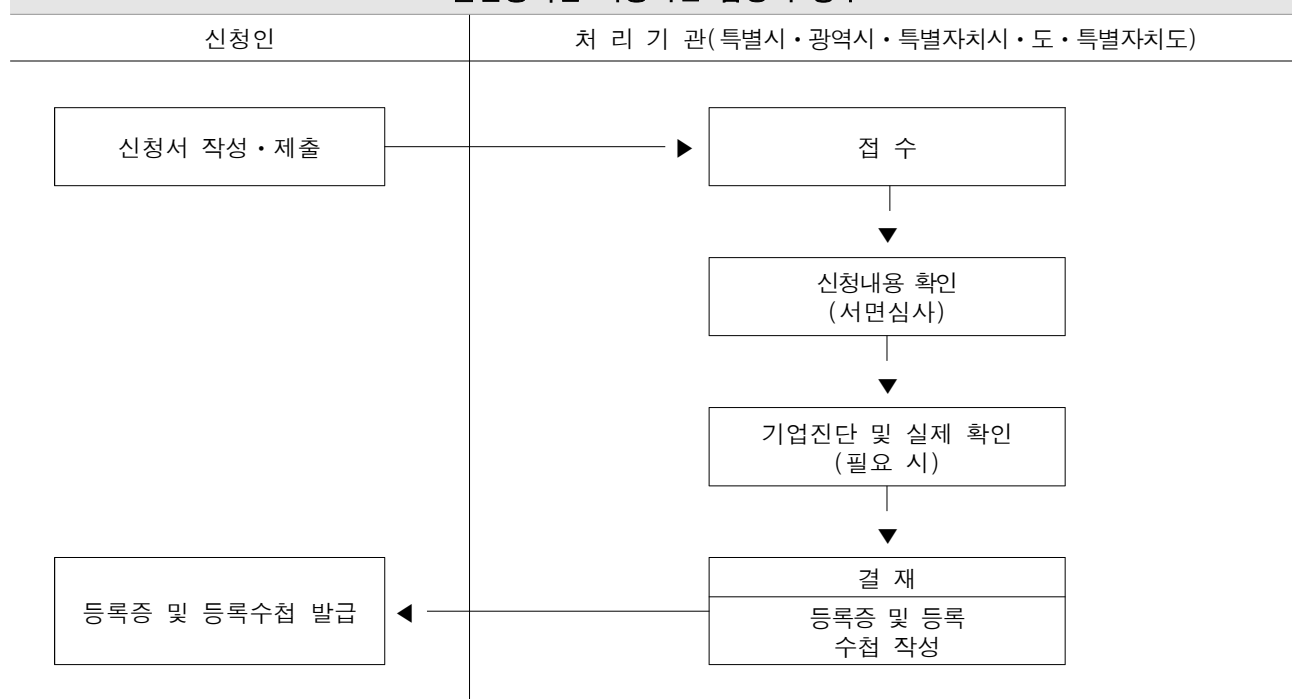 신청인
처 리 기 관(특별시・광역시・특별자치시・도・특별자치도)
신청서 작성・제출
접 수
신청내용 확인
(서면심사)
기업진단 및 실제 확인
(필요 시)
결 재
등록증 및 등록수첩 발급
등록증 및 등록
수첩 작성